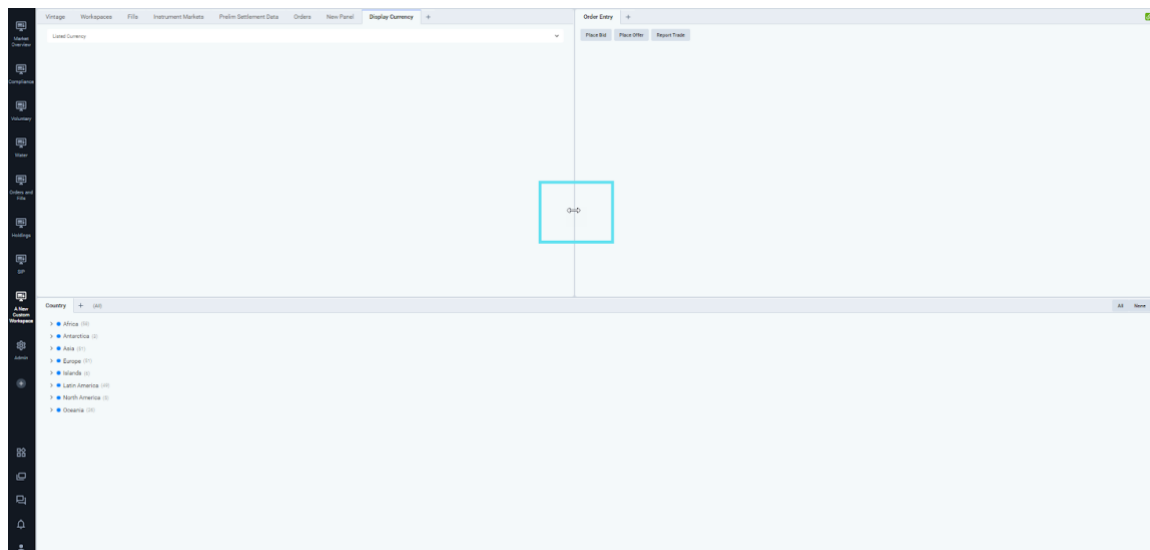 Vintage Workspaces Fills Instrument Markets Prelim Settlement Data Orders New Panel Display Currency +
Order Entry +
Listed Currency
Place Bid Place Offer Report Trade
Market
Overview
Compliance
Voluntary
Water
Orders and
Fills
Holdings
A New
Custom
Workspace
Admin
Country + (All)
All None
Africa
Antarctica
Asia
Europe
Islands
Latin America
North America
Oceania